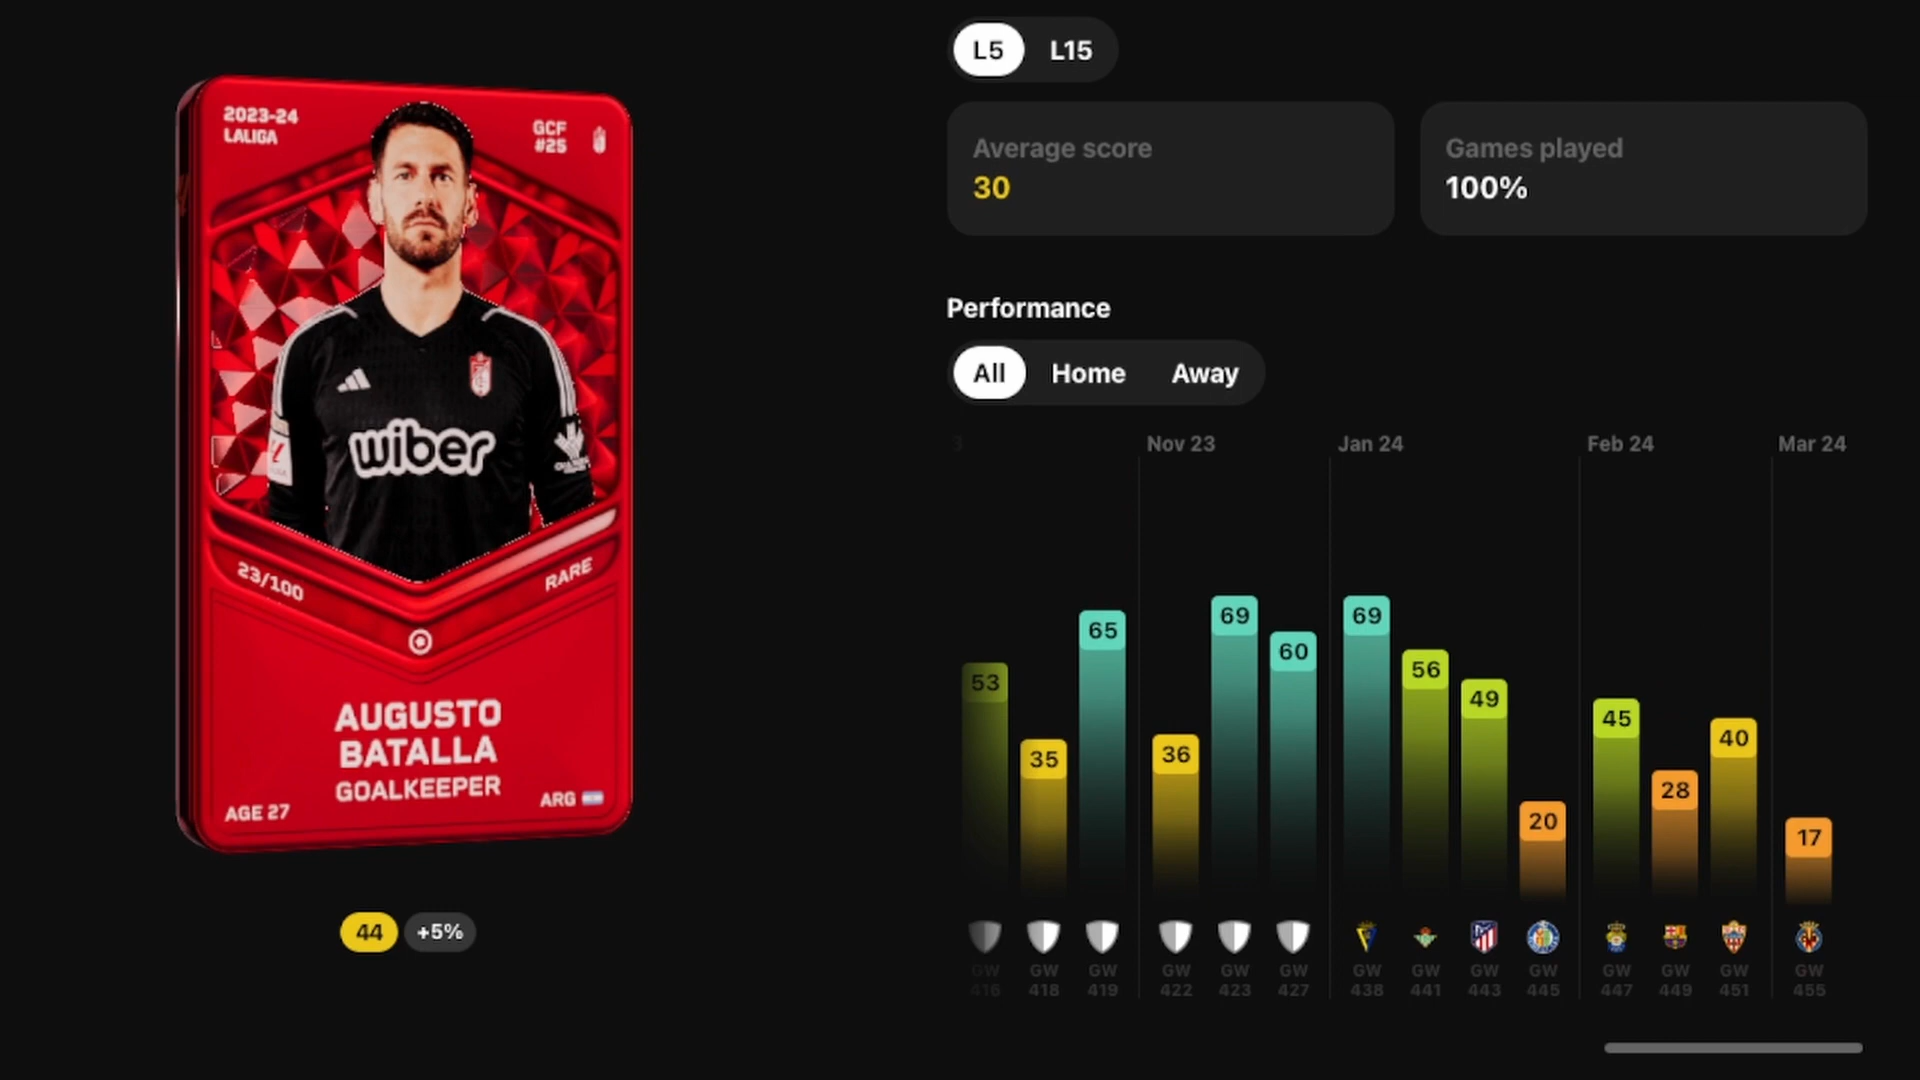 2023-24
LALIGA
GCF
#25
wiber
23/100
RARE
AUGUSTO
BATALLA
GOALKEEPER
AGE 27
ARG
44
+5%
L5
L15
Average score
30
Games played
100%
Performance
All
Home
Away
3
Nov 23
Jan 24
Feb 24
Mar 24
53
35
65
36
69
60
69
56
49
20
45
28
40
17
GW
416
GW
418
GW
419
GW
422
GW
423
GW
427
GW
438
GW
441
GW
443
GW
445
GW
447
GW
449
GW
451
GW
455